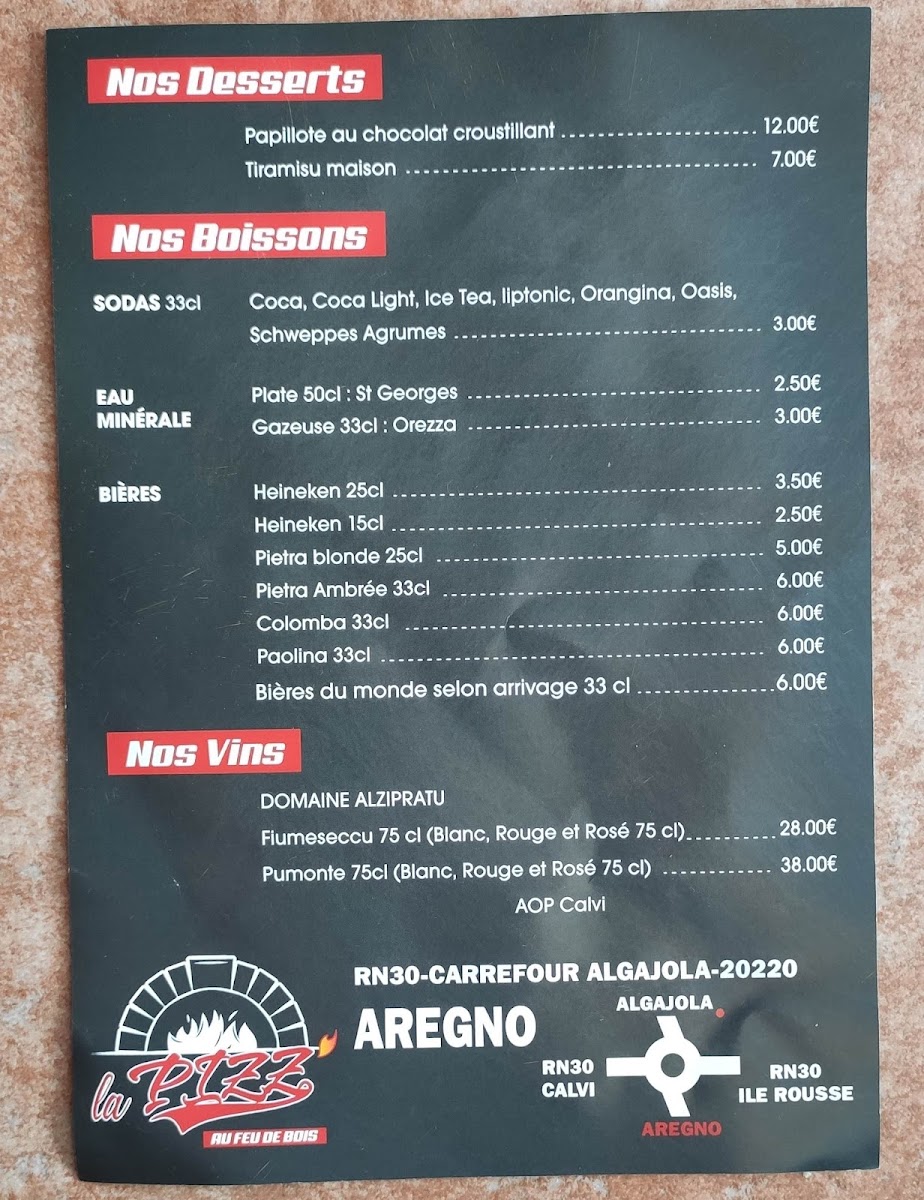 Nos Desserts
Papillote au chocolat croustillant 12.00€
Tiramisu maison 7.00€
Nos Boissons
SODAS 33cl Coca, Coca Light, Ice Tea, liptonic, Orangina, Oasis,
Schweppes Agrumes 3.00€
EAU MINÉRALE
Plate 50cl : St Georges 2.50€
Gazeuse 33cl : Orezza 3.00€
BIÈRES
Heineken 25cl 3.50€
Heineken 15cl 2.50€
Pietra blonde 25cl 5.00€
Pietra Ambrée 33cl 6.00€
Colomba 33cl 6.00€
Paolina 33cl 6.00€
Bières du monde selon arrivage 33 cl 6.00€
Nos Vins
DOMAINE ALZIPRATU
Fiumeseccu 75 cl (Blanc, Rouge et Rosé 75 cl) 28.00€
Pumonte 75cl (Blanc, Rouge et Rosé 75 cl) 38.00€
AOP Calvi
RN30-CARREFOUR ALGAJOLA-20220
AREGNO
ALGAJOLA
RN30
CALVI
RN30
ILE ROUSSE
AREGNO
la PIZZ'
AU FEU DE BOIS